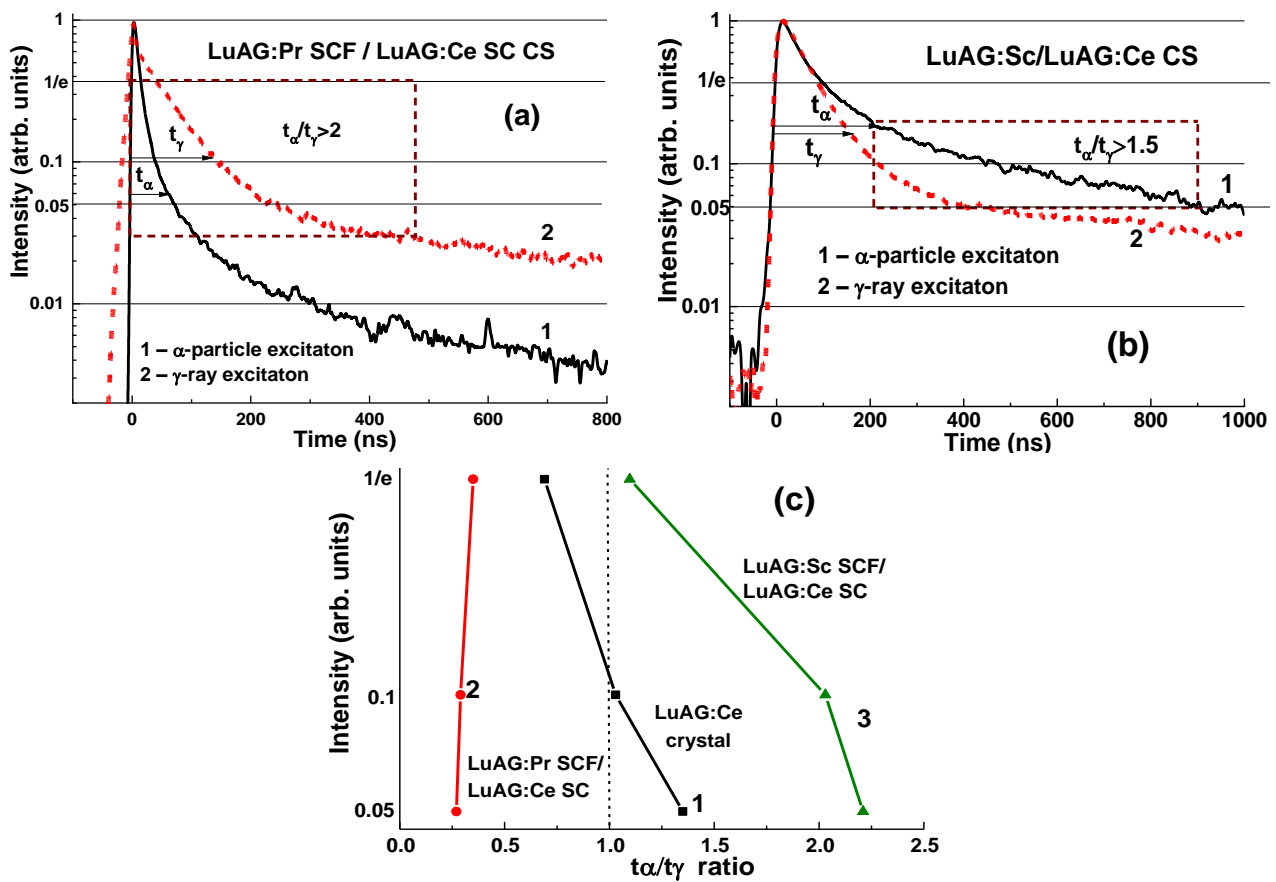 LuAG:Pr SCF / LuAG:Ce SC CS
(a)
Intensity (atrb. units)
1
1/e
0.1
0.05
0.01
tα/tγ>2
tγ
tα
2
1
1 – α-particle excitaton
2 – γ-ray excitaton
0 200 400 600 800
Time (ns)
LuAG:Sc/LuAG:Ce CS
Intensity (atrb. units)
1
1/e
0.1
0.05
0.01
tα
tγ
tα/tγ>1.5
1
2
1 – α-particle excitaton
2 – γ-ray excitaton
(b)
0 200 400 600 800 1000
Time (ns)
(c)
Intensity (arb. units)
1/e
0.1
0.05
LuAG:Sc SCF/
LuAG:Ce SC
2
3
LuAG:Ce
crystal
LuAG:Pr SCF/
LuAG:Ce SC
1
0.0 0.5 1.0 1.5 2.0 2.5
tα/tγ ratio